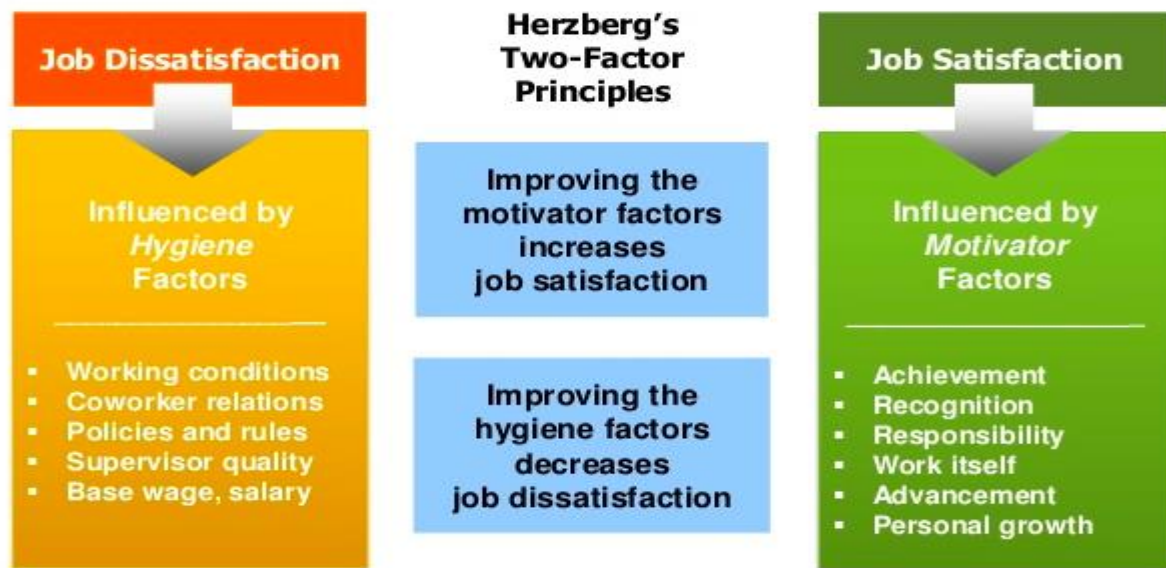 Job Dissatisfaction
Influenced by
Hygiene
Factors
▪ Working conditions
▪ Coworker relations
▪ Policies and rules
▪ Supervisor quality
▪ Base wage, salary
Herzberg's
Two-Factor
Principles
Improving the
motivator factors
increases
job satisfaction
Improving the
hygiene factors
decreases
job dissatisfaction
Job Satisfaction
Influenced by
Motivator
Factors
▪ Achievement
▪ Recognition
▪ Responsibility
▪ Work itself
▪ Advancement
▪ Personal growth